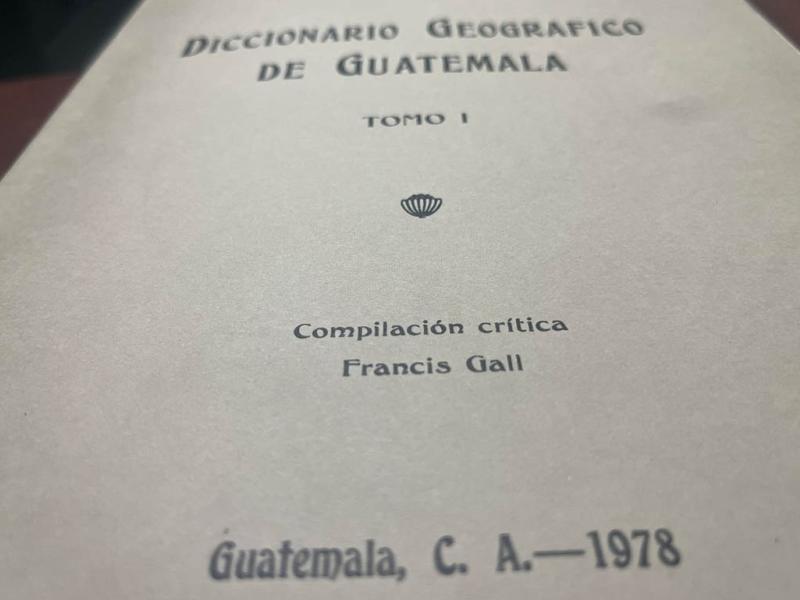 DICCIONARIO GEOGRAFICO
DE GUATEMALA
TOMO I
Compilación crítica
Francis Gall
Guatemala, C. A.—1978